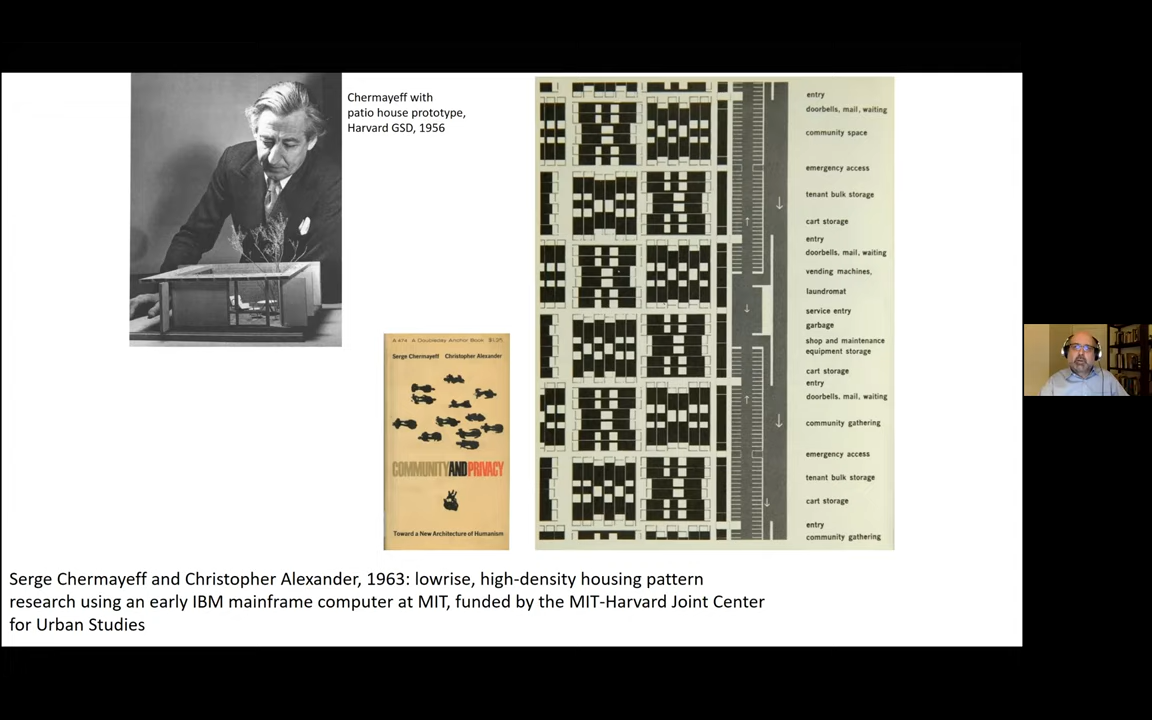 Chermayeff with
patio house prototype,
Harvard GSD, 1956
A 474 A Doubleday Anchor Book $1.25
Serge Chermayeff Christopher Alexander
COMMUNITYANDPRIVACY
Toward a New Architecture of Humanism
entry
doorbells, mail, waiting
community space
emergency access
tenant bulk storage
cart storage
entry
doorbells, mail, waiting
vending machines,
laundromat
service entry
garbage
shop and maintenance
equipment storage
cart storage
entry
doorbells, mail, waiting
community gathering
emergency access
tenant bulk storage
cart storage
entry
community gathering
Serge Chermayeff and Christopher Alexander, 1963: lowrise, high-density housing pattern
research using an early IBM mainframe computer at MIT, funded by the MIT-Harvard Joint Center
for Urban Studies